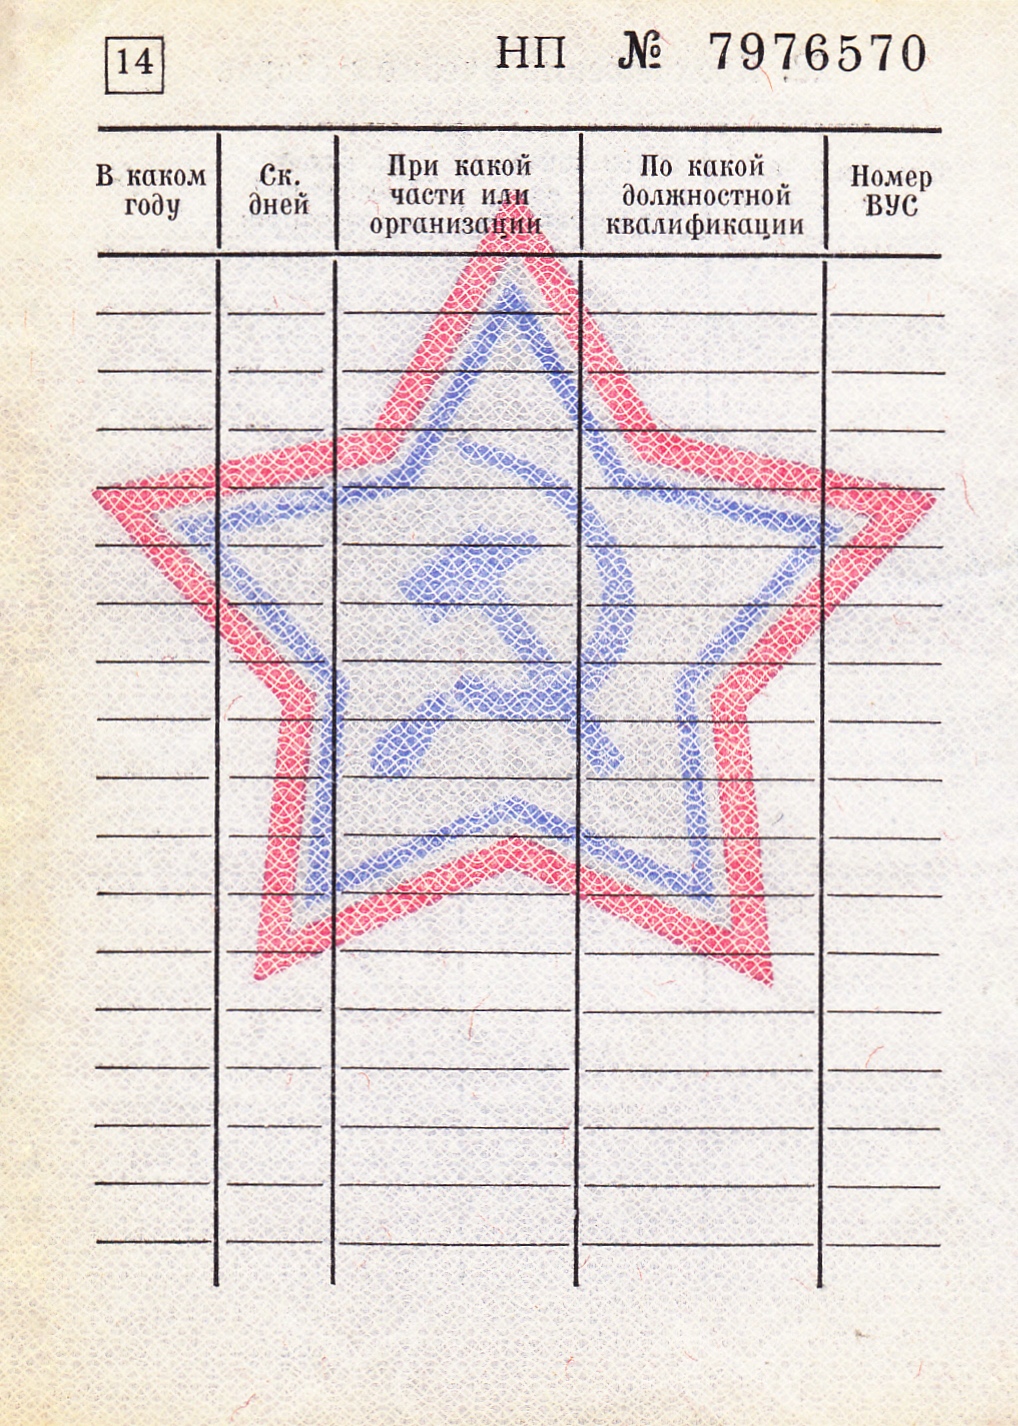 14
НП № 7976570
В каком
году
Ск.
дней
При какой
части или
организации
По какой
должностной
квалификации
Номер
ВУС